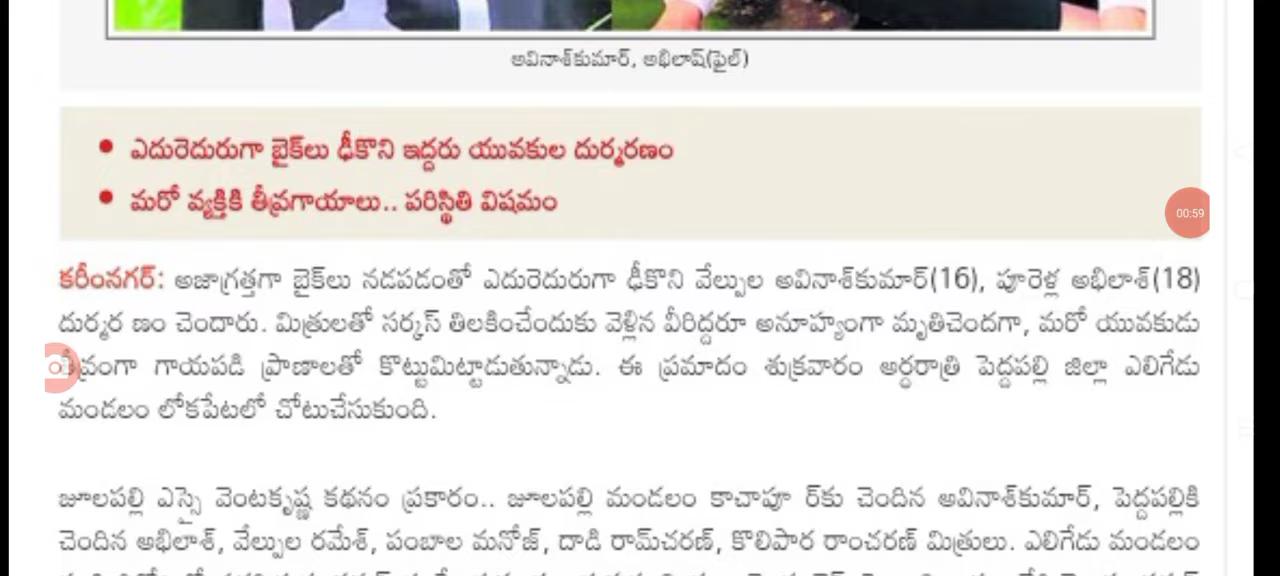 అవినాశ్‌కుమార్, అభిలాష్(ఫైల్)
• ఎదురెదురుగా బైక్‌లు ఢీకొని ఇద్దరు యువకుల దుర్మరణం
• మరో వ్యక్తికి తీవ్రగాయాలు.. పరిస్థితి విషమం
00:59
కరీంనగర్: అజాగ్రత్తగా బైక్‌లు నడపడంతో ఎదురెదురుగా ఢీకొని వేల్పుల అవినాశ్‌కుమార్(16), పూరెళ్ల అభిలాశ్(18)
దుర్మర ణం చెందారు. మిత్రులతో సర్కస్ తిలకించేందుకు వెళ్లిన వీరిద్దరూ అనూహ్యంగా మృతిచెందగా, మరో యువకుడు
తీవ్రంగా గాయపడి ప్రాణాలతో కొట్టుమిట్టాడుతున్నాడు. ఈ ప్రమాదం శుక్రవారం అర్ధరాత్రి పెద్దపల్లి జిల్లా ఎలిగేడు
మండలం లోకపేటలో చోటుచేసుకుంది.
జూలపల్లి ఎస్సై వెంటకృష్ణ కథనం ప్రకారం.. జూలపల్లి మండలం కాచాపూ ర్‌కు చెందిన అవినాశ్‌కుమార్, పెద్దపల్లికి
చెందిన అభిలాశ్, వేల్పుల రమేశ్, పంబాల మనోజ్, దాడి రామ్‌చరణ్, కొలిపార రాంచరణ్ మిత్రులు. ఎలిగేడు మండలం